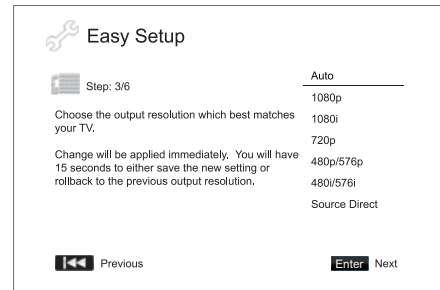 Easy Setup
Step: 3/6
Choose the output resolution which best matches
your TV.
Change will be applied immediately. You will have
15 seconds to either save the new setting or
rollback to the previous output resolution.
Auto
1080p
1080i
720p
480p/576p
480i/576i
Source Direct
Previous
Enter Next